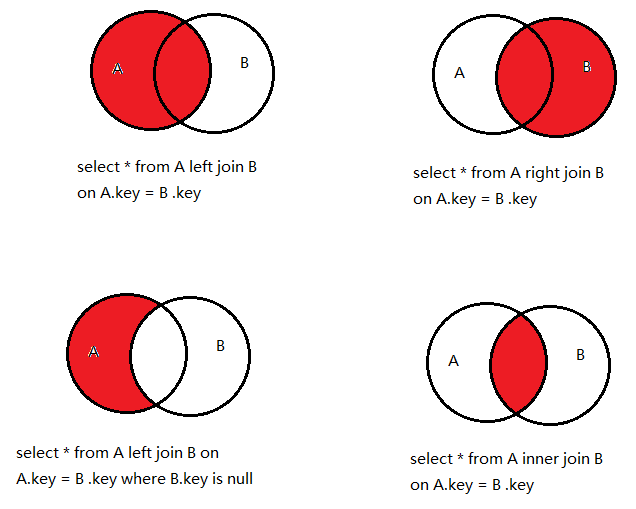 A
B
select * from A left join B
on A.key = B .key
A
B
select * from A right join B
on A.key = B .key
A
B
select * from A left join B on
A.key = B .key where B.key is null
A
B
select * from A inner join B
on A.key = B .key